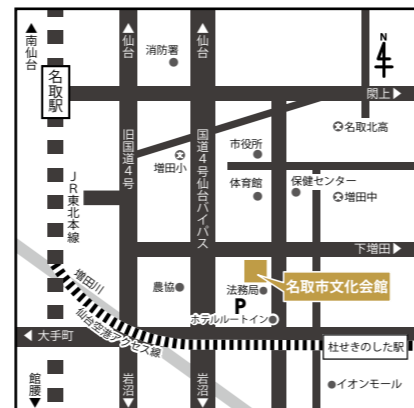 ▲南仙台
▲仙台
▲仙台
消防署
N
名取駅
閖上▶
名取北高
旧国道4号
国道4号仙台バイパス
市役所
増田小
体育館
保健センター
増田中
JR東北本線
下増田
増田川
農協
法務局
名取市文化会館
P
ホテルルートイン
仙台空港アクセス線
◀大手町
杜せきのした駅
館腰▼
岩沼▼
岩沼▼
イオンモール